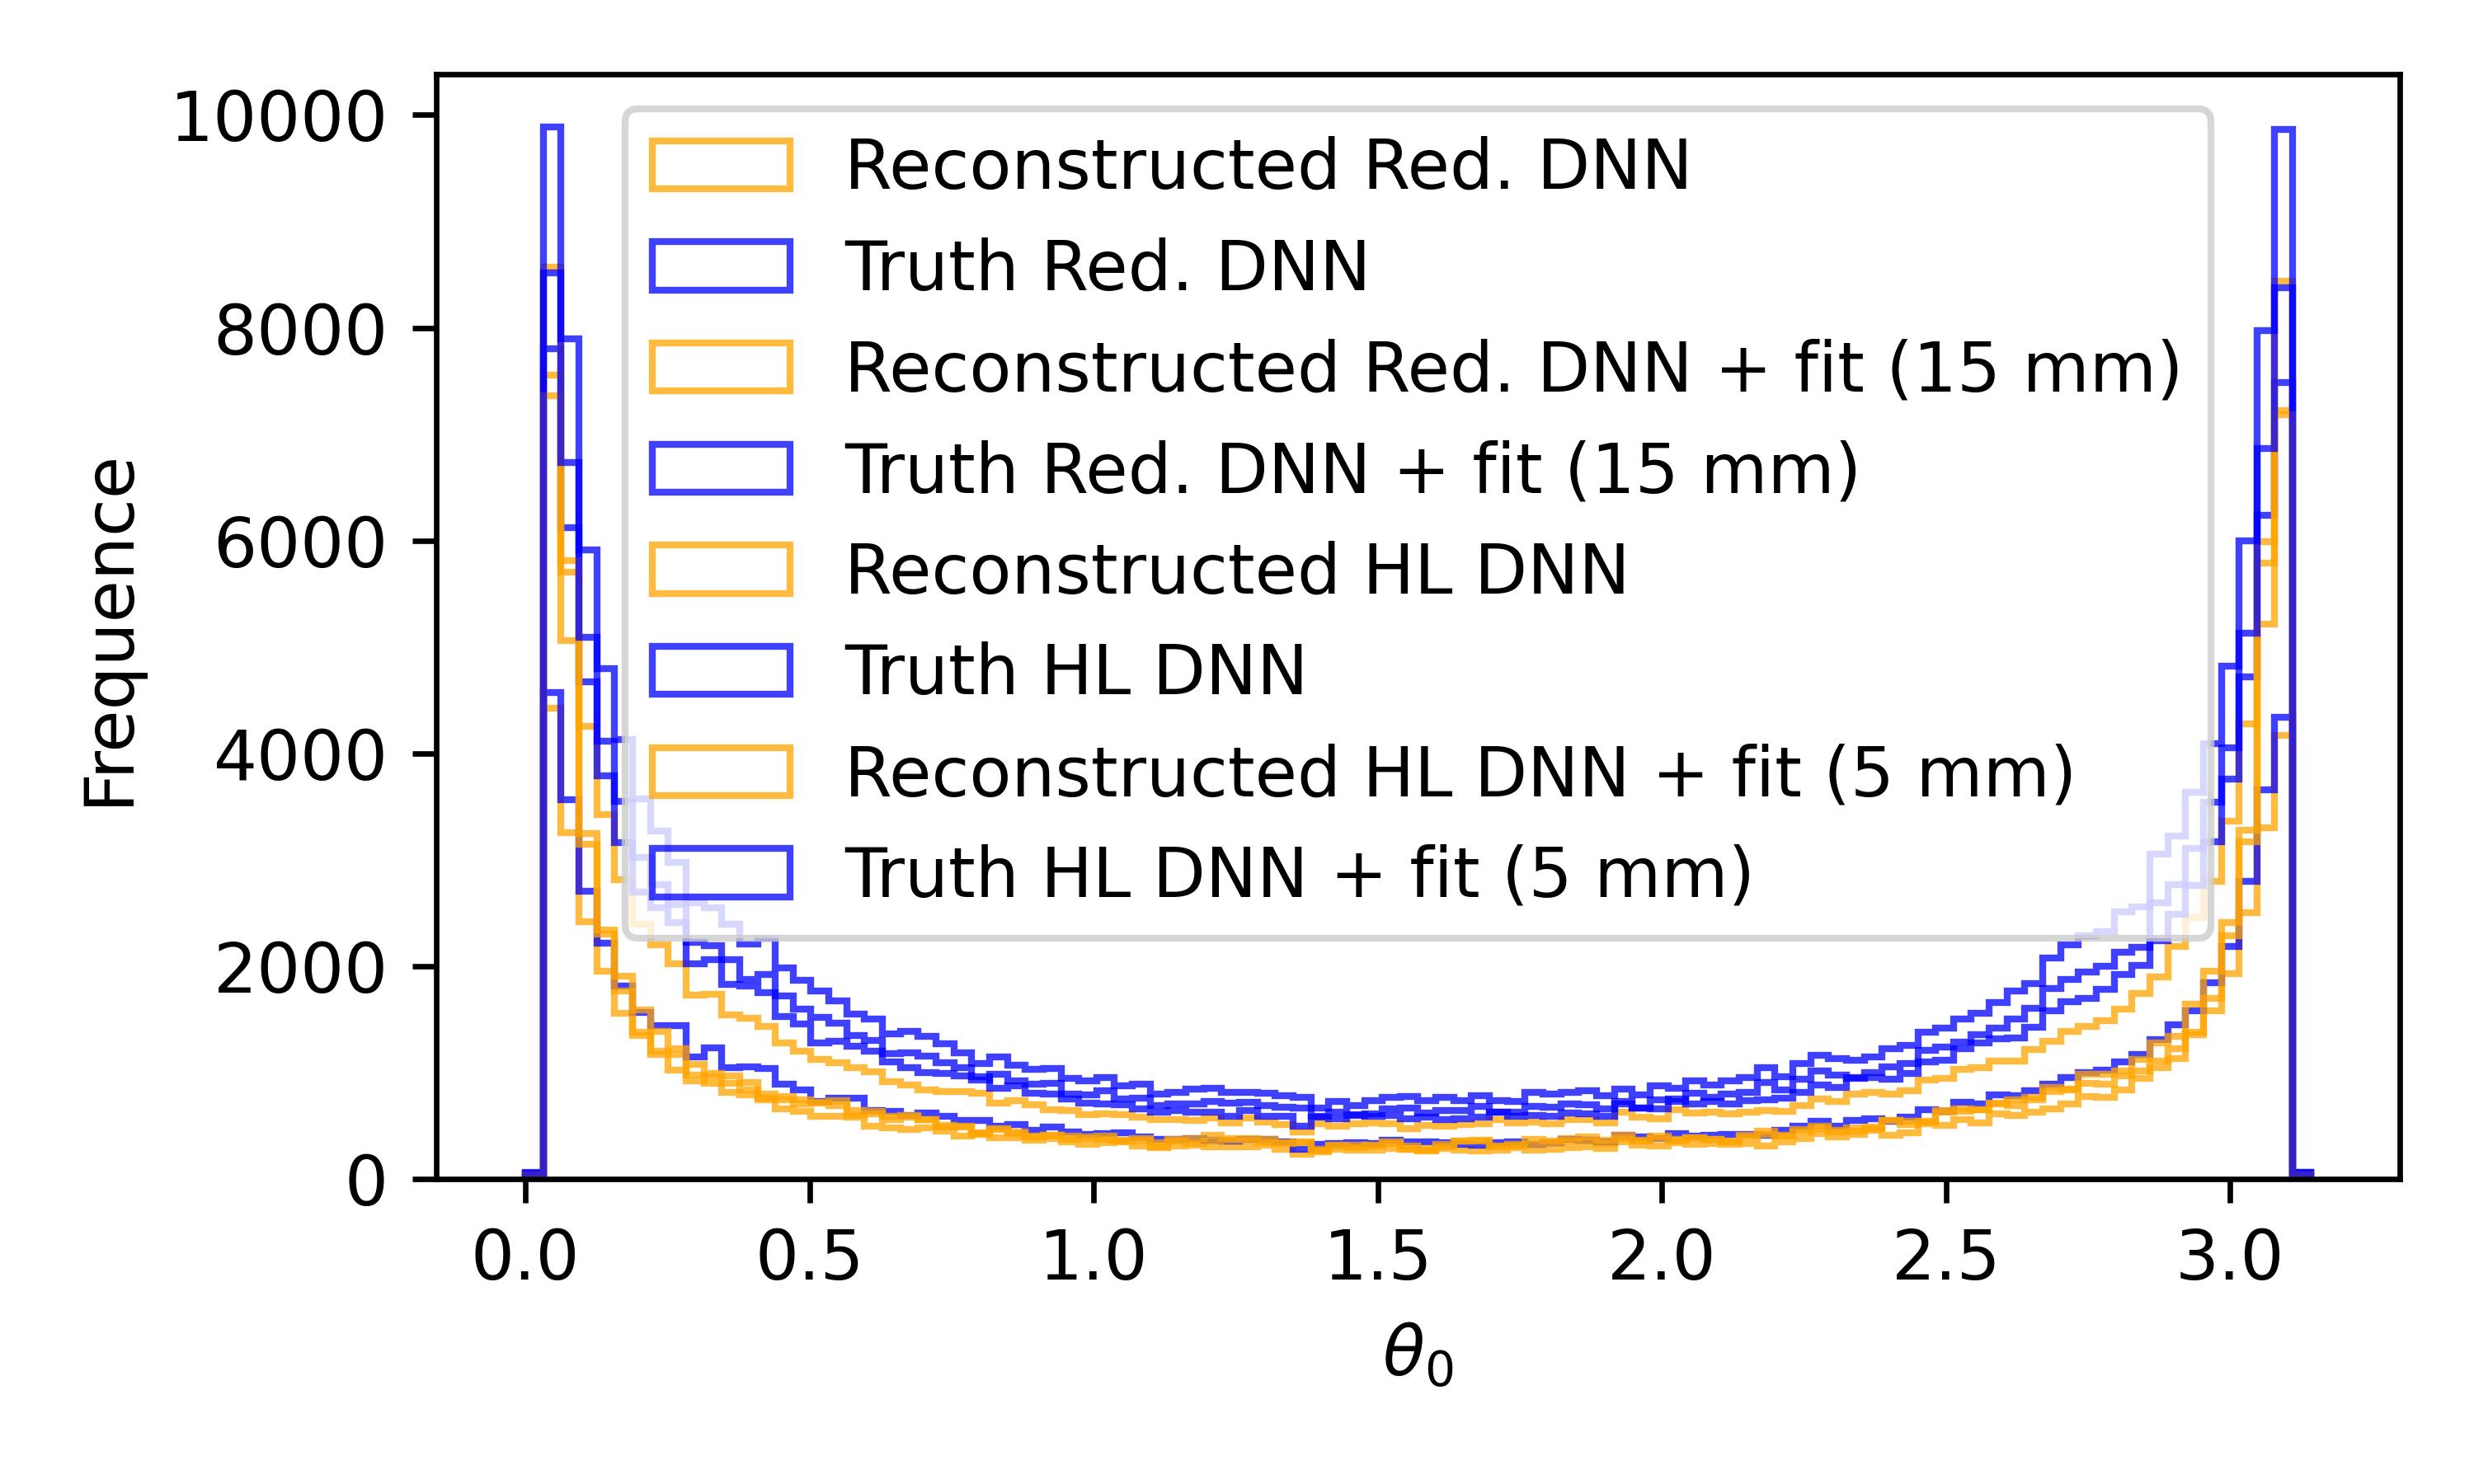 10000
8000
6000
4000
2000
0
Frequence
Reconstructed Red. DNN
Truth Red. DNN
Reconstructed Red. DNN + fit (15 mm)
Truth Red. DNN + fit (15 mm)
Reconstructed HL DNN
Truth HL DNN
Reconstructed HL DNN + fit (5 mm)
Truth HL DNN + fit (5 mm)
0.0 0.5 1.0 1.5 2.0 2.5 3.0
θ₀